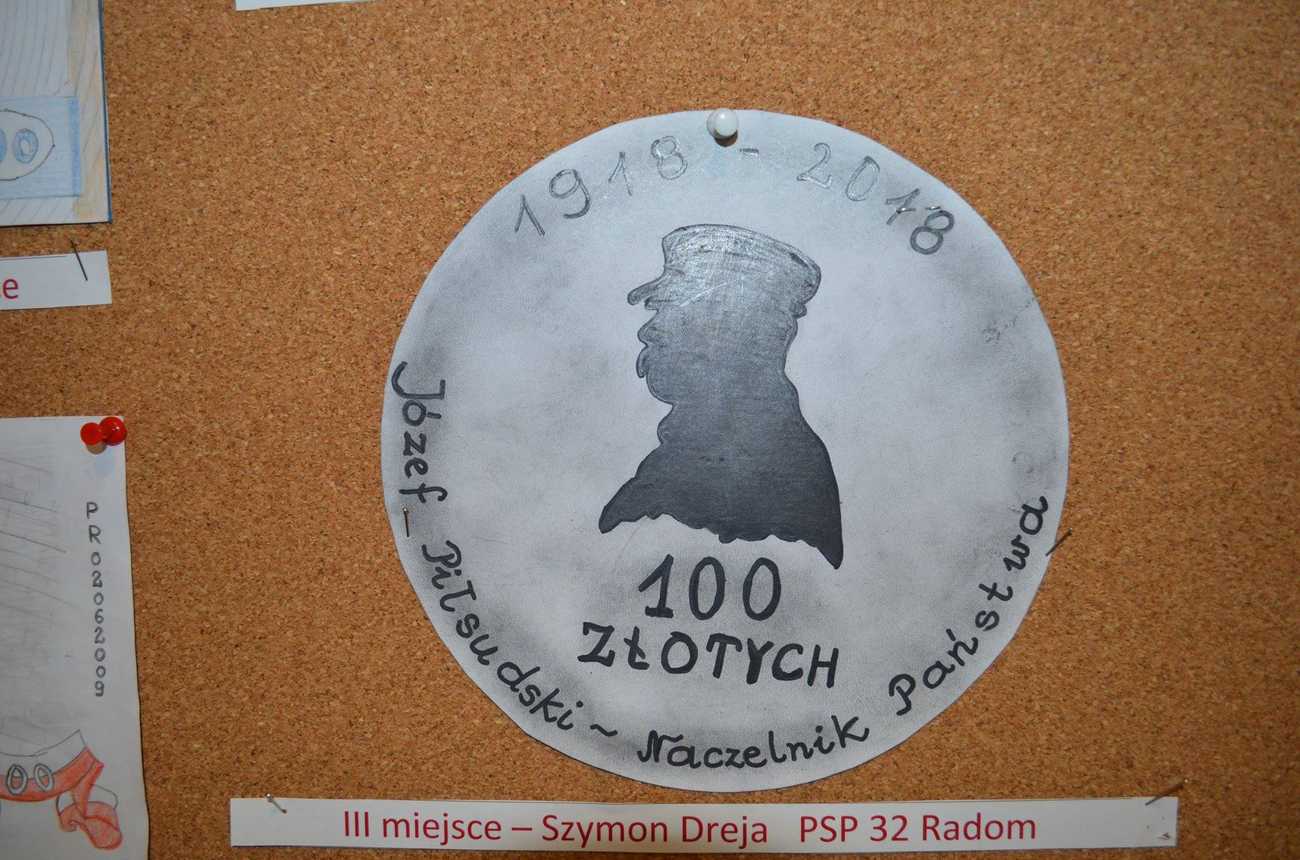 1918 - 2018
100
ZŁOTYCH
Józef – Piłsudski ~ Naczelnik Państwa
III miejsce – Szymon Dreja PSP 32 Radom
PR02062009